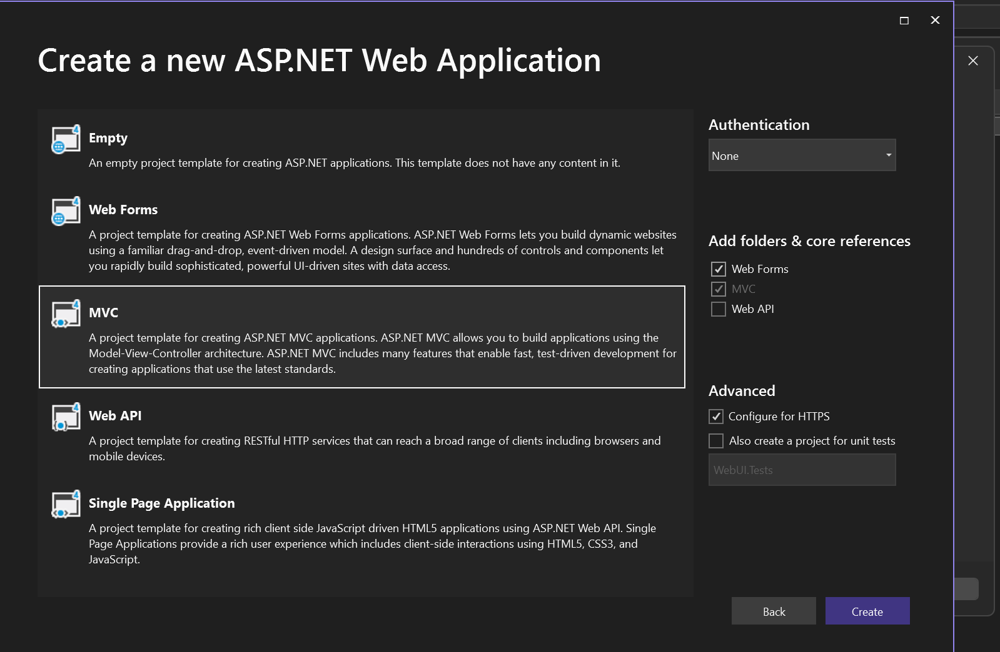 Create a new ASP.NET Web Application
Empty
An empty project template for creating ASP.NET applications. This template does not have any content in it.
Web Forms
A project template for creating ASP.NET Web Forms applications. ASP.NET Web Forms lets you build dynamic websites
using a familiar drag-and-drop, event-driven model. A design surface and hundreds of controls and components let
you rapidly build sophisticated, powerful UI-driven sites with data access.
MVC
A project template for creating ASP.NET MVC applications. ASP.NET MVC allows you to build applications using the
Model-View-Controller architecture. ASP.NET MVC includes many features that enable fast, test-driven development for
creating applications that use the latest standards.
Web API
A project template for creating RESTful HTTP services that can reach a broad range of clients including browsers and
mobile devices.
Single Page Application
A project template for creating rich client side JavaScript driven HTML5 applications using ASP.NET Web API. Single
Page Applications provide a rich user experience which includes client-side interactions using HTML5, CSS3, and
JavaScript.
Authentication
None
Add folders & core references
Web Forms
MVC
Web API
Advanced
Configure for HTTPS
Also create a project for unit tests
WebUI.Tests
Back
Create